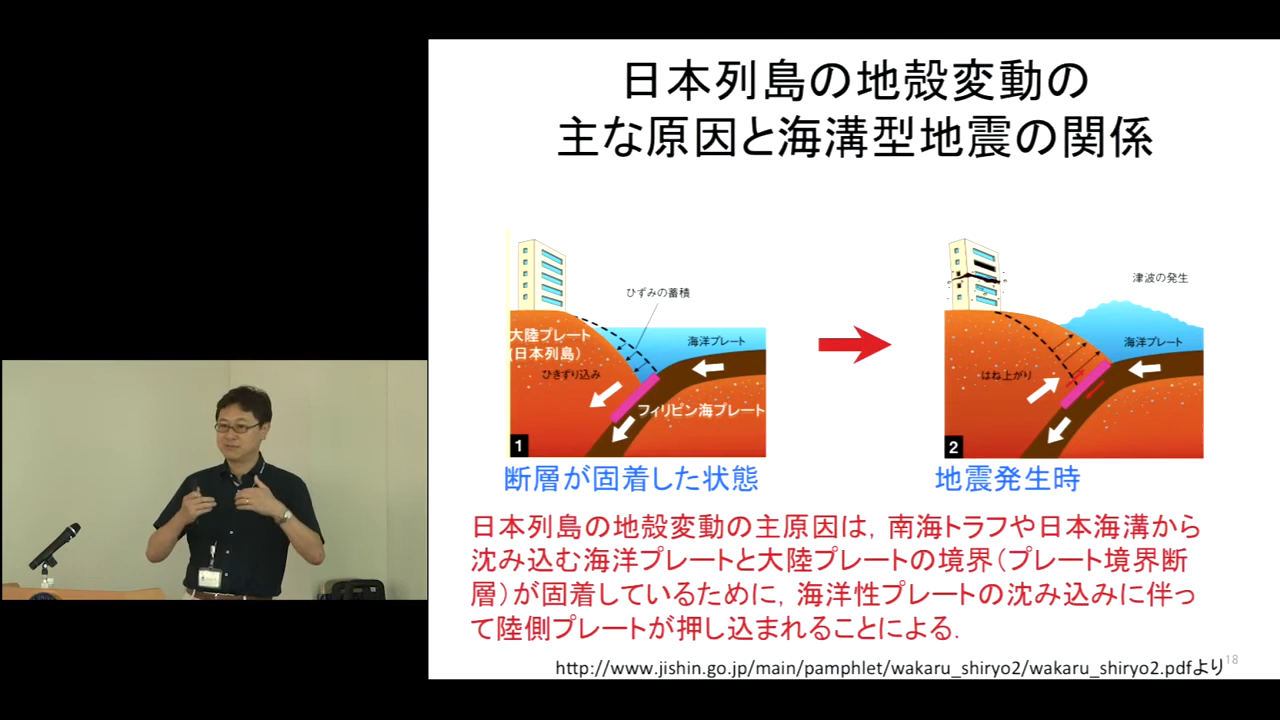 日本列島の地殻変動の
主な原因と海溝型地震の関係
ひずみの蓄積
大陸プレート
(日本列島)
海洋プレート
ひきずり込み
フィリピン海プレート
1
断層が固着した状態
津波の発生
海洋プレート
はね上がり
2
地震発生時
日本列島の地殻変動の主原因は，南海トラフや日本海溝から
沈み込む海洋プレートと大陸プレートの境界（プレート境界断
層）が固着しているために，海洋性プレートの沈み込みに伴っ
て陸側プレートが押し込まれることによる．
http://www.jishin.go.jp/main/pamphlet/wakaru_shiryo2/wakaru_shiryo2.pdfより
18